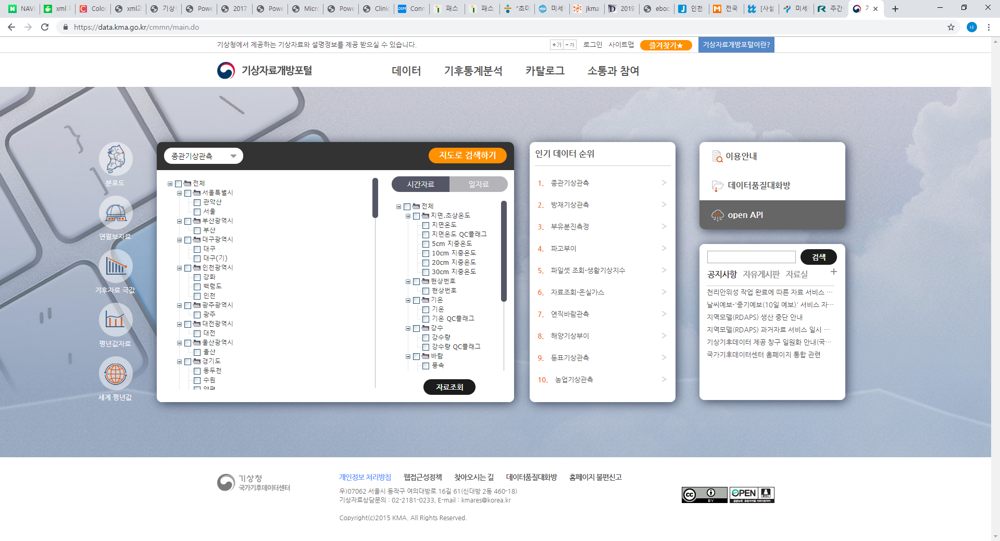 NAVE
xml
Color
xml고
기상
Powe
2017
Powe
Micro
Powe
Clinic
Conn
패스
패스
"초미
미세
jkma
2019
eboo
인천
전국
[사설
미세
주간
https://data.kma.go.kr/cmmn/main.do
나
기상청에서 제공하는 기상자료와 설명정보를 제공 받으실 수 있습니다.
+가 -가 로그인 사이트맵 즐겨찾기★ 기상자료개방포털이란?
기상자료개방포털
데이터 기후통계분석 카탈로그 소통과 참여
분포도
연월보자료
기후자료 극값
평년값자료
세계 평년값
종관기상관측
지도로 검색하기
전체
서울특별시
관악산
서울
부산광역시
부산
대구광역시
대구
대구(기)
인천광역시
강화
백령도
인천
광주광역시
광주
대전광역시
대전
울산광역시
울산
경기도
동두천
수원
양평
시간자료 일자료
전체
지면,초상온도
지면온도
지면온도 QC플래그
5cm 지중온도
10cm 지중온도
20cm 지중온도
30cm 지중온도
현상번호
현상번호
기온
기온
기온 QC플래그
강수
강수량
강수량 QC플래그
바람
풍속
자료조회
인기 데이터 순위
1. 종관기상관측 >
2. 방재기상관측 >
3. 부유분진측정 >
4. 파고부이 >
5. 파일셋 조회-생활기상지수 >
6. 자료조회-온실가스 >
7. 연직바람관측 >
8. 해양기상부이 >
9. 등표기상관측 >
10. 농업기상관측 >
이용안내
데이터품질대화방
API open API
검색
공지사항 자유게시판 자료실 +
천리안위성 작업 완료에 따른 자료 서비스 …
날씨예보-'중기예보(10일 예보)' 서비스 자…
지역모델(RDAPS) 생산 중단 안내
지역모델(RDAPS) 과거자료 서비스 일시 …
기상기후데이터 제공 창구 일원화 안내(국…
국가기후데이터센터 홈페이지 통합 관련
기상청
국가기후데이터센터
개인정보 처리방침 웹접근성정책 찾아오시는 길 데이터품질대화방 홈페이지 불편신고
우)07062 서울시 동작구 여의대방로 16길 61(신대방 2동 460-18)
기상자료상담문의 : 02-2181-0233, E-mail : kmares@korea.kr
Copyright(c)2015 KMA. All Rights Reserved.
cc BY
OPEN